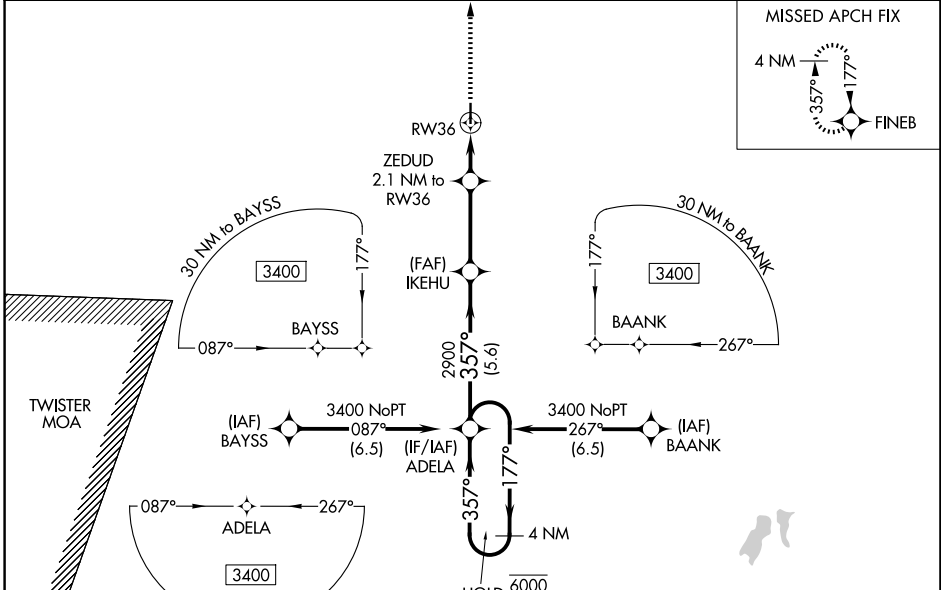 MISSED APCH FIX
4 NM
357°
177°
FINEB
RW36
ZEDUD
2.1 NM to
RW36
30 NM to BAYSS
3400
177°
BAYSS
087°
(FAF)
IKEHU
30 NM to BAANK
177°
3400
BAANK
267°
2900
357°
(5.6)
TWISTER
MOA
(IAF)
BAYSS
3400 NoPT
087°
(6.5)
(IF/IAF)
ADELA
3400 NoPT
267°
(6.5)
(IAF)
BAANK
357°
177°
4 NM
087°
267°
ADELA
3400
HOLD 6000